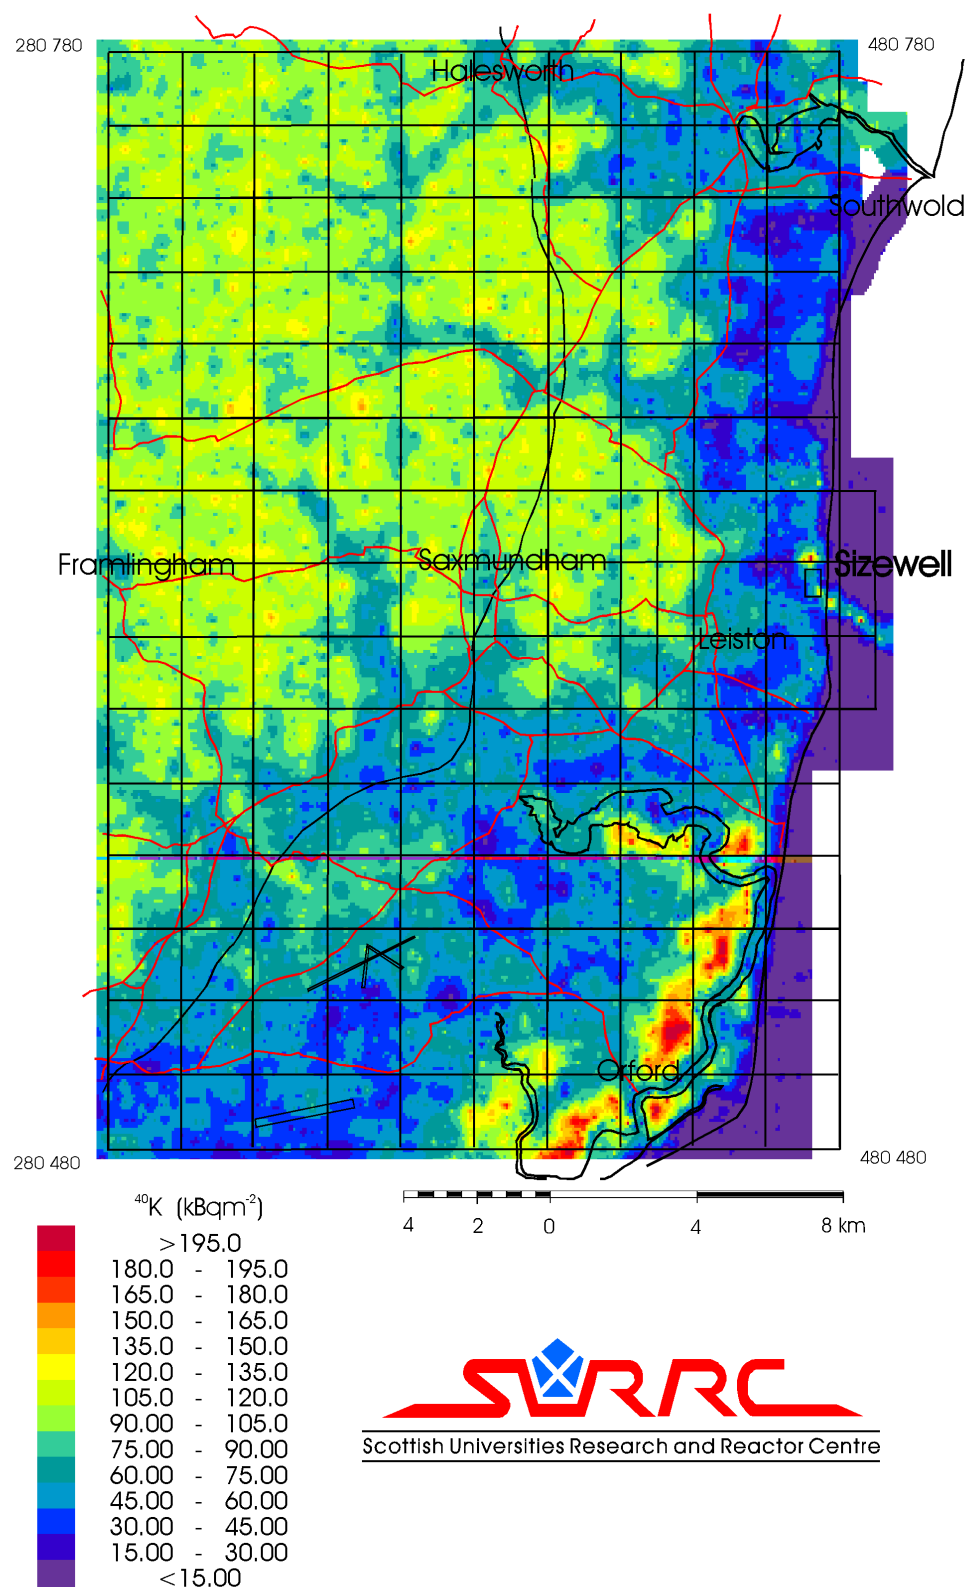 280 780
480 780
Halesworth
Southwold
Framlingham
Saxmundham
Sizewell
Leiston
Orford
280 480
480 480
⁴⁰K (kBqm⁻²)
>195.0
180.0 - 195.0
165.0 - 180.0
150.0 - 165.0
135.0 - 150.0
120.0 - 135.0
105.0 - 120.0
90.00 - 105.0
75.00 - 90.00
60.00 - 75.00
45.00 - 60.00
30.00 - 45.00
15.00 - 30.00
<15.00
4 2 0 4 8 km
SURRC
Scottish Universities Research and Reactor Centre